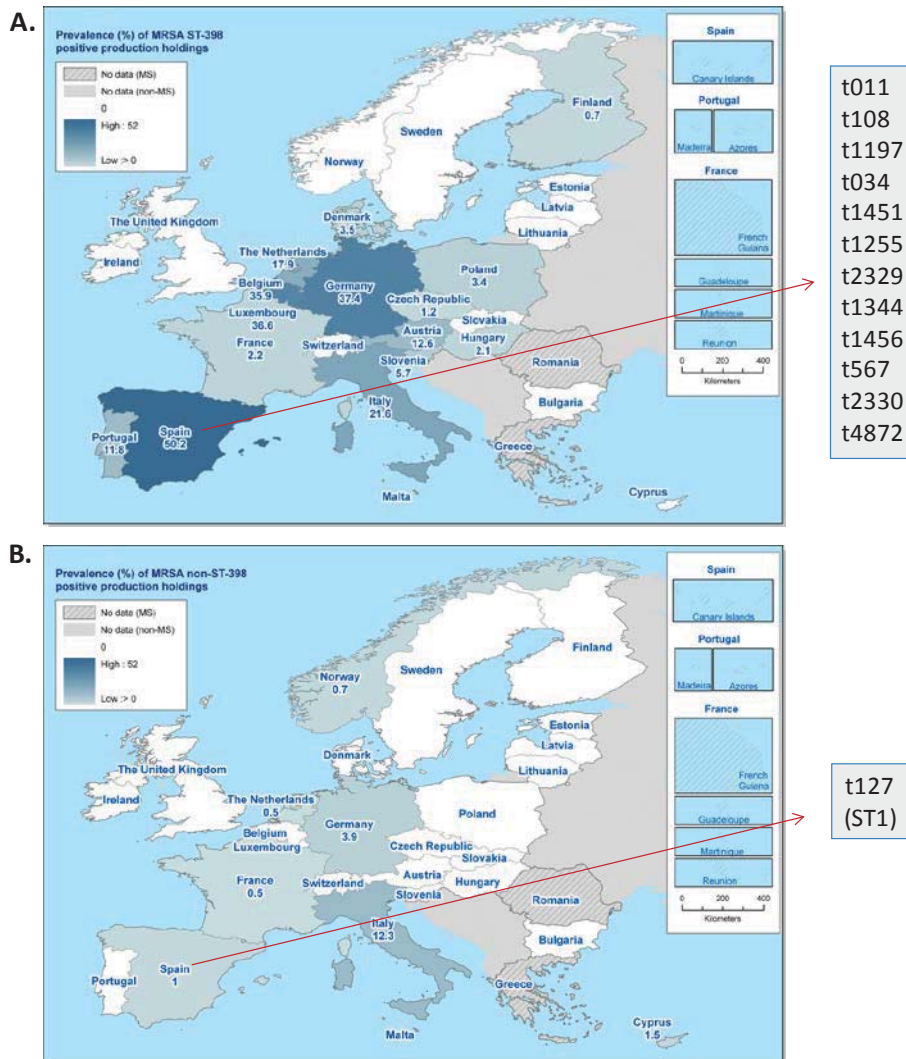 A.
Prevalence (%) of MRSA ST-398
positive production holdings
No data (MS)
No data (non-MS)
0
High : 52
Low :> 0
Finland
0.7
Sweden
Norway
Estonia
Latvia
Lithuania
Denmark
3.5
The United Kingdom
Ireland
The Netherlands
17.9
Belgium
35.9
Germany
37.4
Poland
3.4
Luxembourg
36.6
Czech Republic
1.2
Slovakia
France
2.2
Switzerland
Austria
12.6
Hungary
2.1
Slovenia
5.7
Romania
Italy
21.6
Bulgaria
Portugal
11.8
Spain
50.2
Greece
Malta
Cyprus
Spain
Canary Islands
Portugal
Madeira
Azores
France
French
Guiana
Guadeloupe
Martinique
Reunion
0 200 400
Kilometers
t011
t108
t1197
t034
t1451
t1255
t2329
t1344
t1456
t567
t2330
t4872
B.
Prevalence (%) of MRSA non-ST-398
positive production holdings
No data (MS)
No data (non-MS)
0
High : 52
Low :> 0
Finland
Sweden
Norway
0.7
Estonia
Latvia
Lithuania
Denmark
The United Kingdom
Ireland
The Netherlands
0.5
Belgium
Luxembourg
Germany
3.9
Poland
Czech Republic
Slovakia
France
0.5
Switzerland
Austria
Hungary
Slovenia
Romania
Italy
12.3
Bulgaria
Portugal
Spain
1
Greece
Malta
Cyprus
1.5
Spain
Canary Islands
Portugal
Madeira
Azores
France
French
Guiana
Guadeloupe
Martinique
Reunion
0 200 400
Kilometers
t127
(ST1)